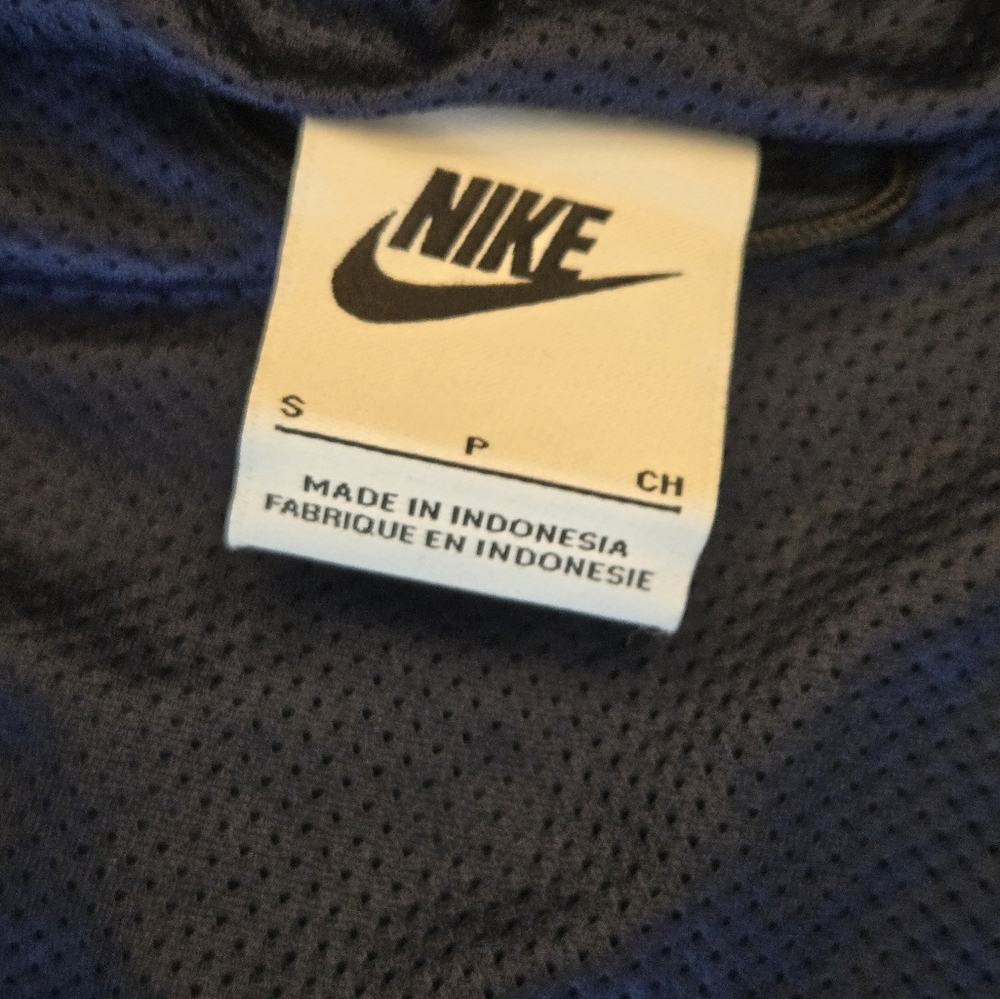 NIKE
S P CH
MADE IN INDONESIA
FABRIQUE EN INDONESIE